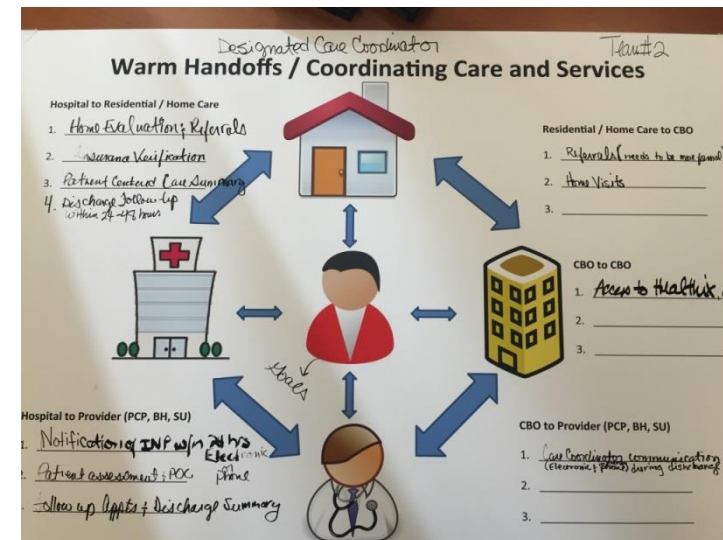 Designated Care Coordinator
Team #2
Warm Handoffs / Coordinating Care and Services
Hospital to Residential / Home Care
1. Home Evaluation; Referrals
2. Insurance Verification
3. Patient Centered Care Summary
4. Discharge Follow-Up
within 24-48 hours
Residential / Home Care to CBO
1. Referrals (needs to be more formal)
2. Home Visits
3.
CBO to CBO
1. Access to Healthix
2.
3.
Goals
Hospital to Provider (PCP, BH, SU)
1. Notification of INP w/n 24 hrs
Electronic
phone
Patient assessment; POC
Follow up Appts + Discharge Summary
CBO to Provider (PCP, BH, SU)
1. Care Coordinator communication
(Electronic & Phone) during discharge
2.
3.